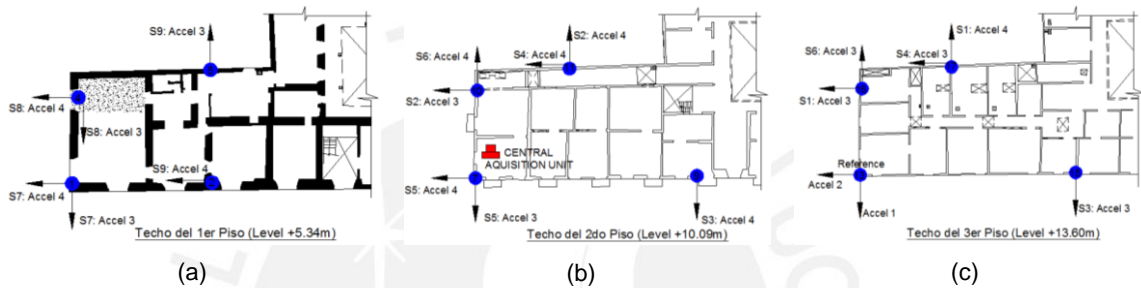 S9: Accel 3
S8: Accel 4
S8: Accel 3
S9: Accel 4
S7: Accel 4
S7: Accel 3
Techo del 1er Piso (Level +5.34m)
(a)
S2: Accel 4
S6: Accel 4
S4: Accel 4
S2: Accel 3
CENTRAL
AQUISITION UNIT
S5: Accel 4
S5: Accel 3
S3: Accel 4
Techo del 2do Piso (Level +10.09m)
(b)
S1: Accel 4
S6: Accel 3
S4: Accel 3
S1: Accel 3
Reference
Accel 2
Accel 1
S3: Accel 3
Techo del 3er Piso (Level +13.60m)
(c)